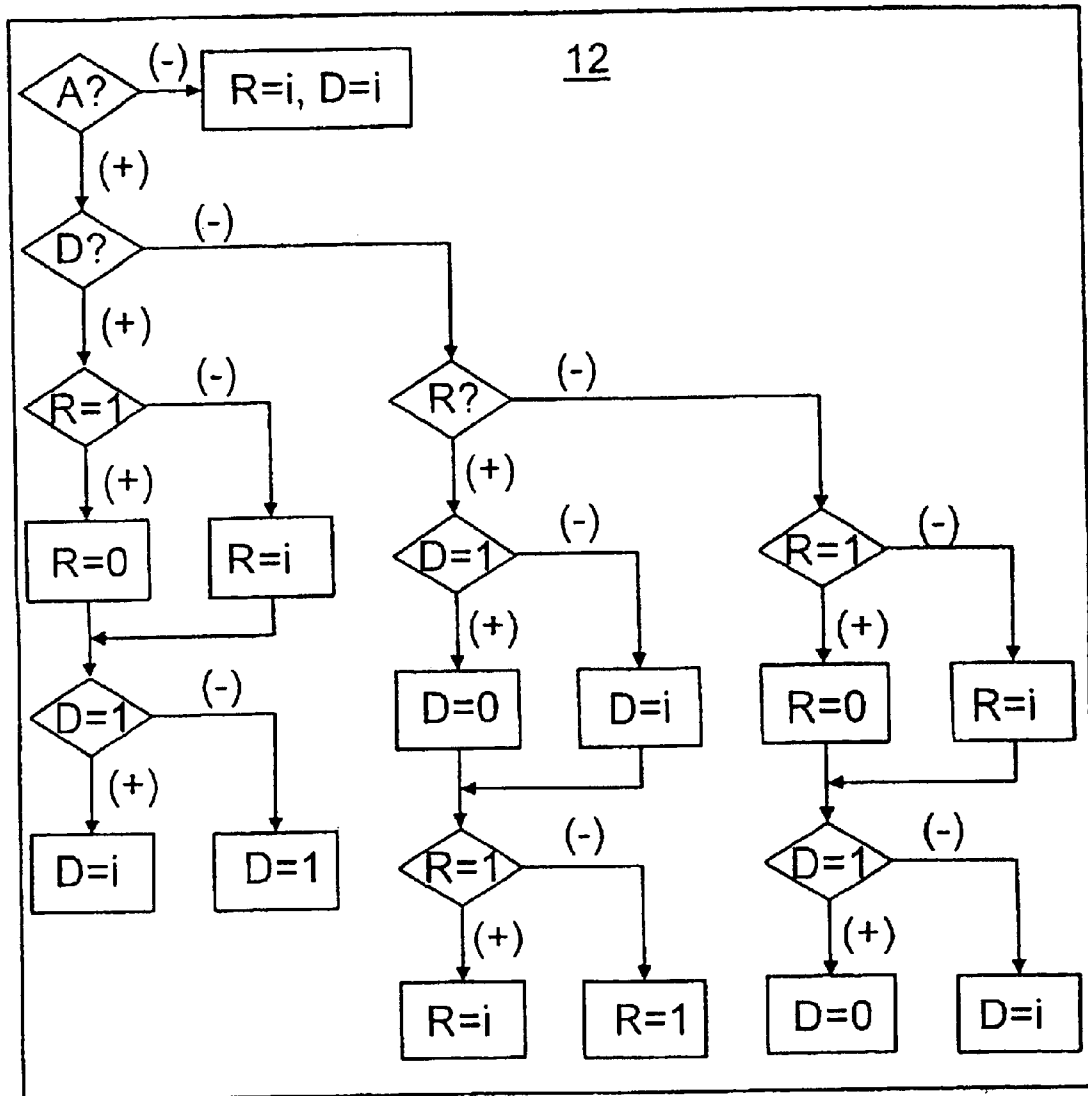 12
A? (-) R=i, D=i
(+)
D? (-)
(+)
R=1 (-) R? (-)
(+) (+)
R=0 R=i D=1 (-) R=1 (-)
(+) (+)
D=1 (-) D=0 D=i R=0 R=i
(+)
D=i D=1 R=1 (-) D=1 (-)
(+) (+)
R=i R=1 D=0 D=i